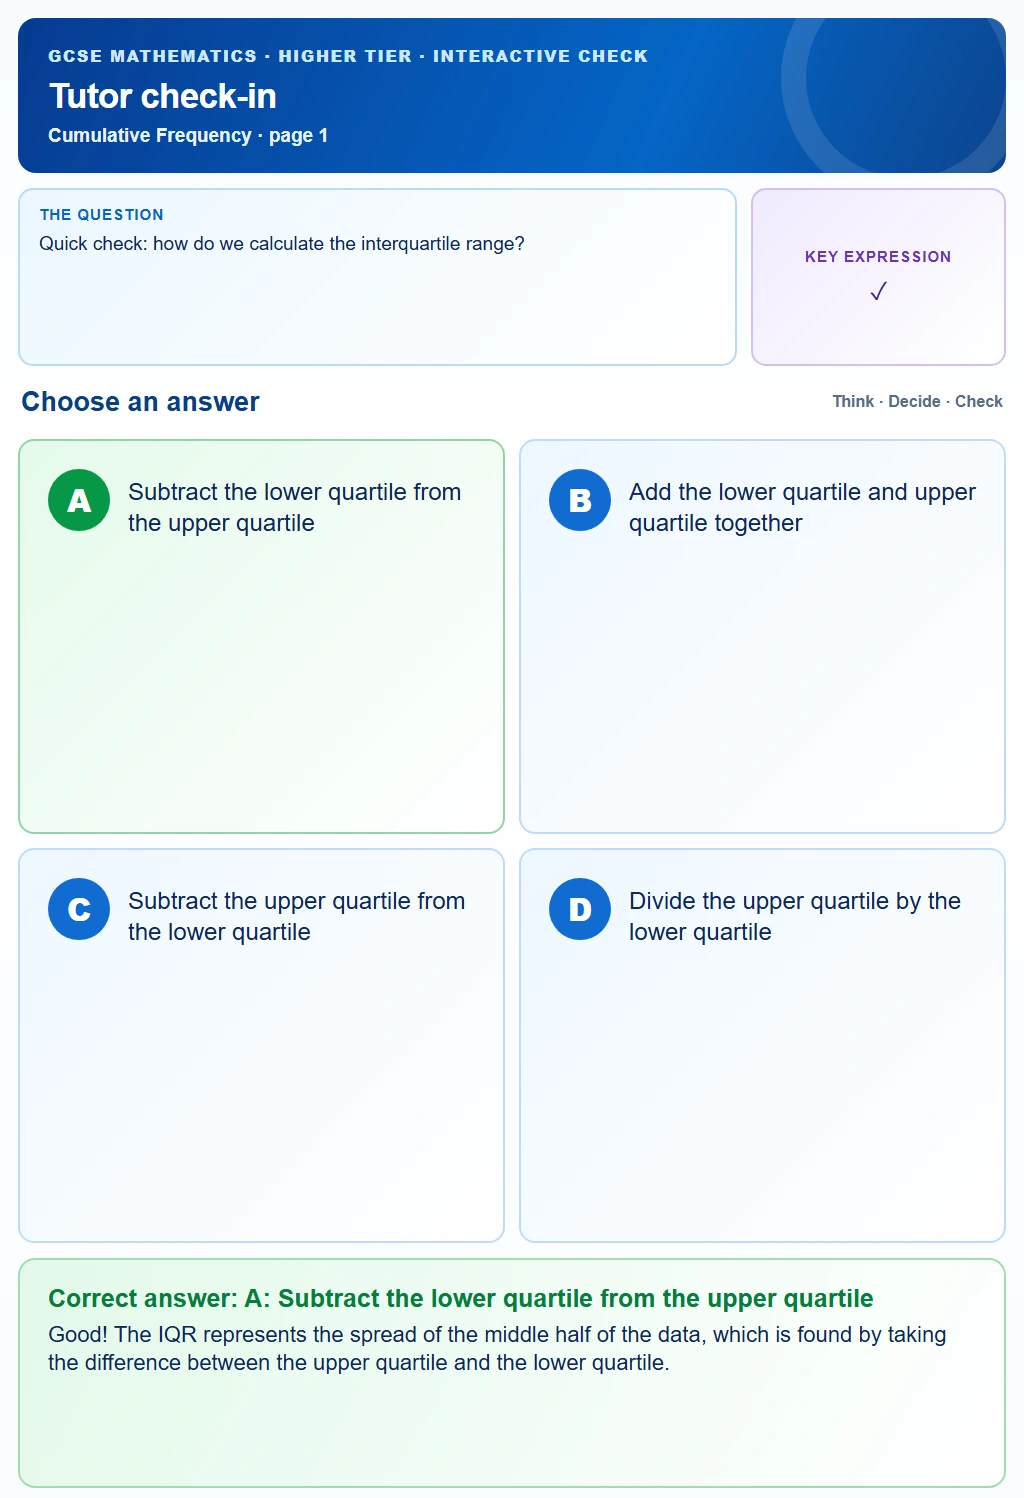 GCSE MATHEMATICS · HIGHER TIER · INTERACTIVE CHECK
Tutor check-in
Cumulative Frequency · page 1
THE QUESTION
Quick check: how do we calculate the interquartile range?
KEY EXPRESSION
✓
Choose an answer
Think · Decide · Check
A
Subtract the lower quartile from
the upper quartile
B
Add the lower quartile and upper
quartile together
C
Subtract the upper quartile from
the lower quartile
D
Divide the upper quartile by the
lower quartile
Correct answer: A: Subtract the lower quartile from the upper quartile
Good! The IQR represents the spread of the middle half of the data, which is found by taking
the difference between the upper quartile and the lower quartile.